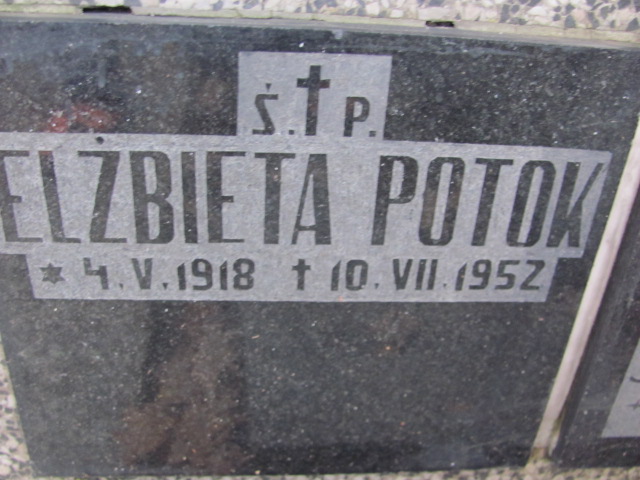 Ś. † P.
ELŻBIETA POTOK
* 4. V. 1918 † 10. VII. 1952